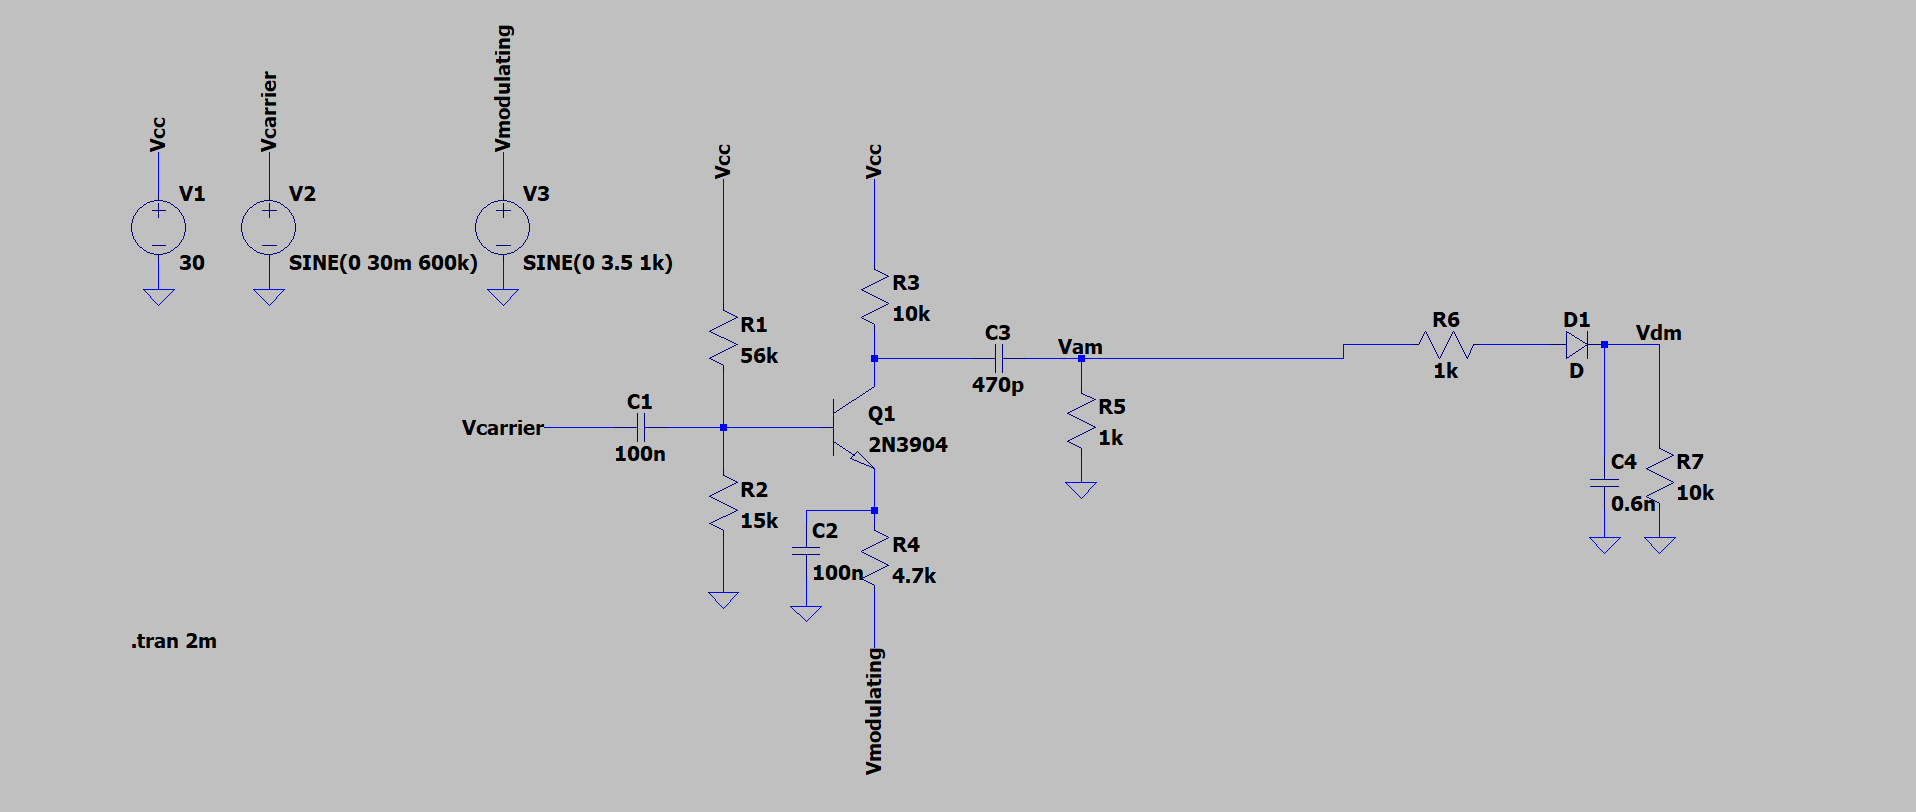 Vcc
Vcarrier
Vmodulating
V1
30
V2
SINE(0 30m 600k)
V3
SINE(0 3.5 1k)
Vcc
Vcc
R1
56k
R3
10k
C3
470p
Vam
R6
1k
D1
D
Vdm
Vcarrier
C1
100n
Q1
2N3904
R5
1k
R2
15k
C2
100n
R4
4.7k
C4
0.6n
R7
10k
.tran 2m
Vmodulating